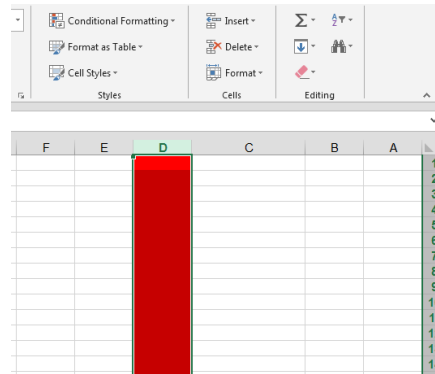 Conditional Formatting Insert
Format as Table Delete
Cell Styles Format
Styles Cells Editing
F E D C B A
1
2
3
4
5
6
7
8
9